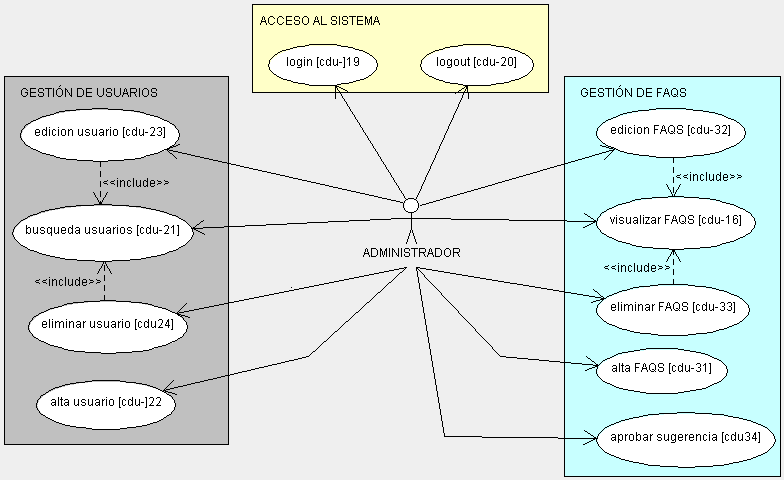 ACCESO AL SISTEMA
login [cdu-]19
logout [cdu-20]
GESTIÓN DE USUARIOS
edicion usuario [cdu-23]
<<include>>
busqueda usuarios [cdu-21]
<<include>>
eliminar usuario [cdu24]
alta usuario [cdu-]22
ADMINISTRADOR
GESTIÓN DE FAQS
edicion FAQS [cdu-32]
<<include>>
visualizar FAQS [cdu-16]
<<include>>
eliminar FAQS [cdu-33]
alta FAQS [cdu-31]
aprobar sugerencia [cdu34]